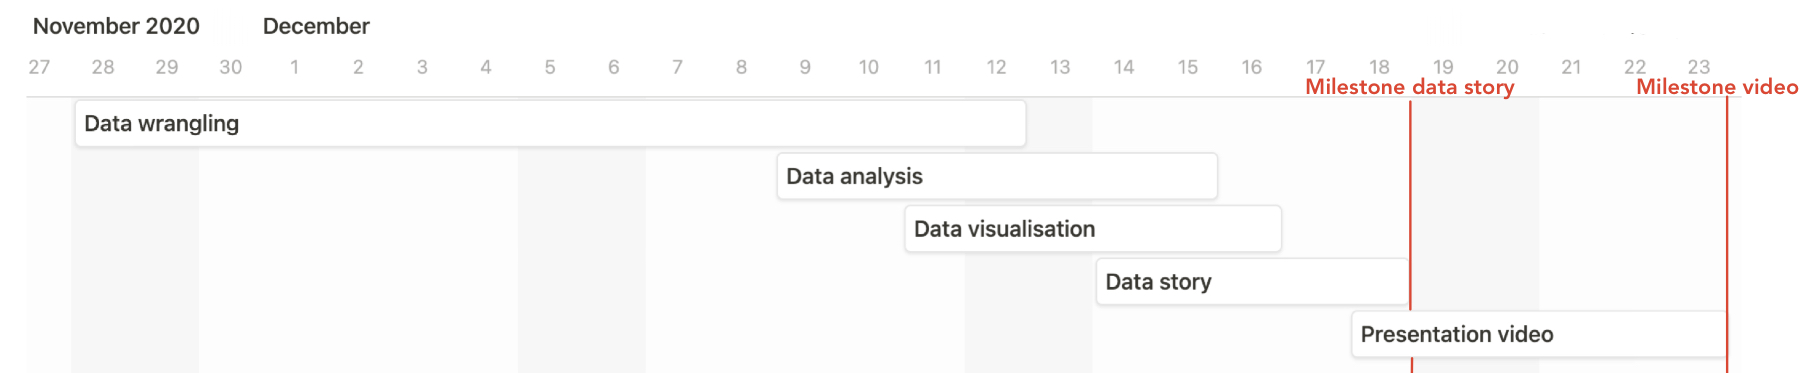 November 2020 December
27 28 29 30 1 2 3 4 5 6 7 8 9 10 11 12 13 14 15 16 17 18 19 20 21 22 23
Milestone data story Milestone video
Data wrangling
Data analysis
Data visualisation
Data story
Presentation video